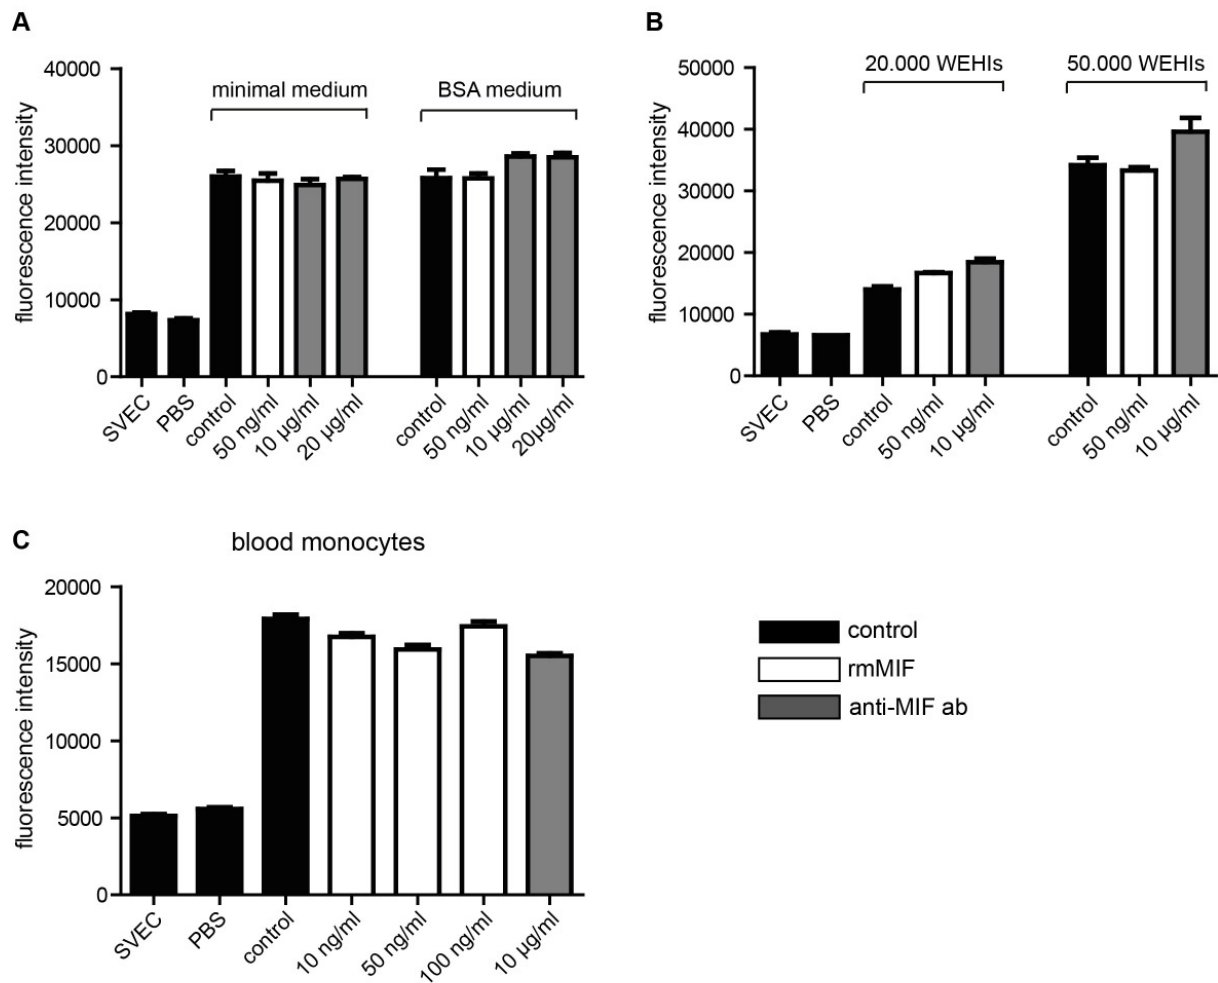 A
fluorescence intensity
40000
30000
20000
10000
0
minimal medium
BSA medium
SVEC
PBS
control
50 ng/ml
10 µg/ml
20 µg/ml
control
50 ng/ml
10 µg/ml
20µg/ml
B
fluorescence intensity
50000
40000
30000
20000
10000
0
20.000 WEHIs
50.000 WEHIs
SVEC
PBS
control
50 ng/ml
10 µg/ml
control
50 ng/ml
10 µg/ml
C
blood monocytes
fluorescence intensity
20000
15000
10000
5000
0
SVEC
PBS
control
10 ng/ml
50 ng/ml
100 ng/ml
10 µg/ml
control
rmMIF
anti-MIF ab